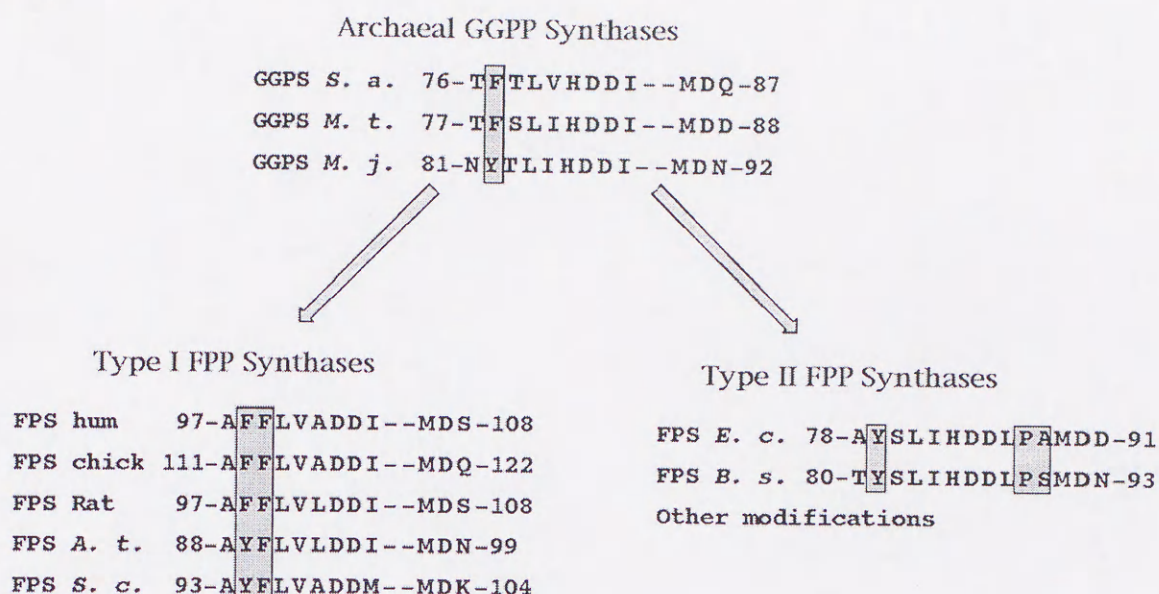 Archaeal GGPP Synthases
GGPS S. a. 76-TFTLVHDDI--MDQ-87
GGPS M. t. 77-TFSLIHDDI--MDD-88
GGPS M. j. 81-NYTLIHDDI--MDN-92
Type I FPP Synthases
FPS hum 97-AFFLVADDI--MDS-108
FPS chick 111-AFFLVADDI--MDQ-122
FPS Rat 97-AFFLVLDDI--MDS-108
FPS A. t. 88-AYFLVLDDI--MDN-99
FPS S. c. 93-AYFLVADDM--MDK-104
Type II FPP Synthases
FPS E. c. 78-AYSLIHDDLPAMDD-91
FPS B. s. 80-TYSLIHDDLPSMDN-93
Other modifications